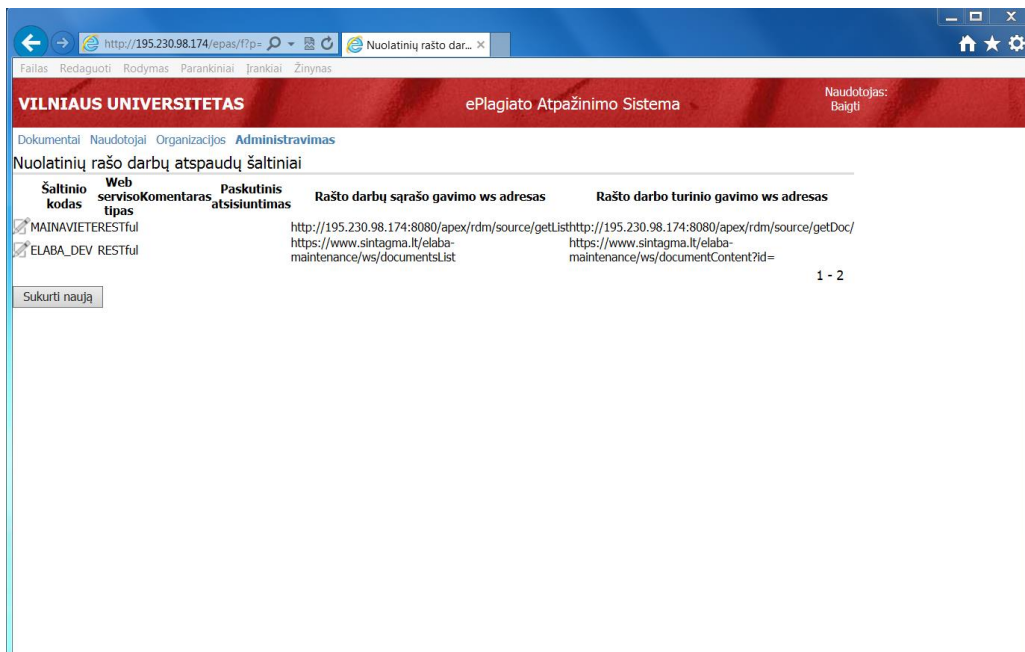 http://195.230.98.174/epas/f?p=
Nuolatinių rašto dar...
Failas Redaguoti Rodymas Parankiniai Įrankiai Žinynas
VILNIAUS UNIVERSITETAS
ePlagiato Atpažinimo Sistema
Naudotojas:
Baigti
Dokumentai Naudotojai Organizacijos Administravimas
Nuolatinių rašo darbų atspaudų šaltiniai
Šaltinio kodas
Web serviso tipas
Komentaras
Paskutinis atsisiuntimas
Rašto darbų sąrašo gavimo ws adresas
Rašto darbo turinio gavimo ws adresas
MAINAVIETE RESTful http://195.230.98.174:8080/apex/rdm/source/getList http://195.230.98.174:8080/apex/rdm/source/getDoc/
ELABA_DEV RESTful
https://www.sintagma.lt/elaba-
maintenance/ws/documentsList
https://www.sintagma.lt/elaba-
maintenance/ws/documentContent?id=
1 - 2
Sukurti naują